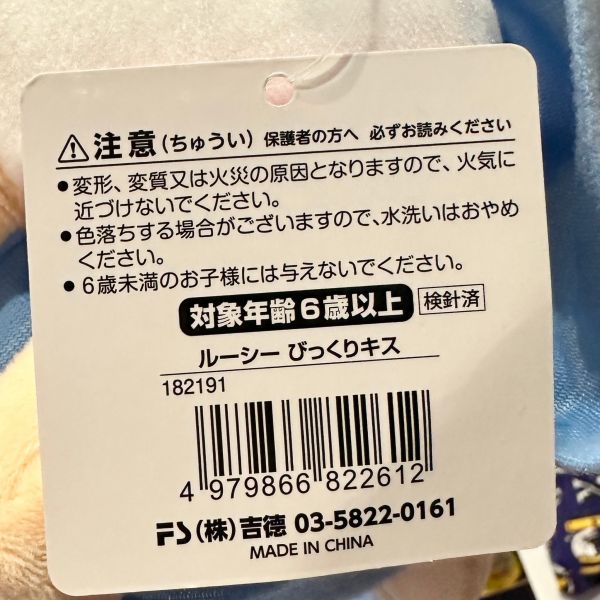 注意(ちゅうい) 保護者の方へ 必ずお読みください
●変形、変質又は火災の原因となりますので、火気に
近づけないでください。
●色落ちする場合がございますので、水洗いはおやめ
ください。
●6歳未満のお子様には与えないでください。
対象年齢6歳以上 検針済
ルーシー びっくりキス
182191
4 979866 822612
FS(株)吉德 03-5822-0161
MADE IN CHINA